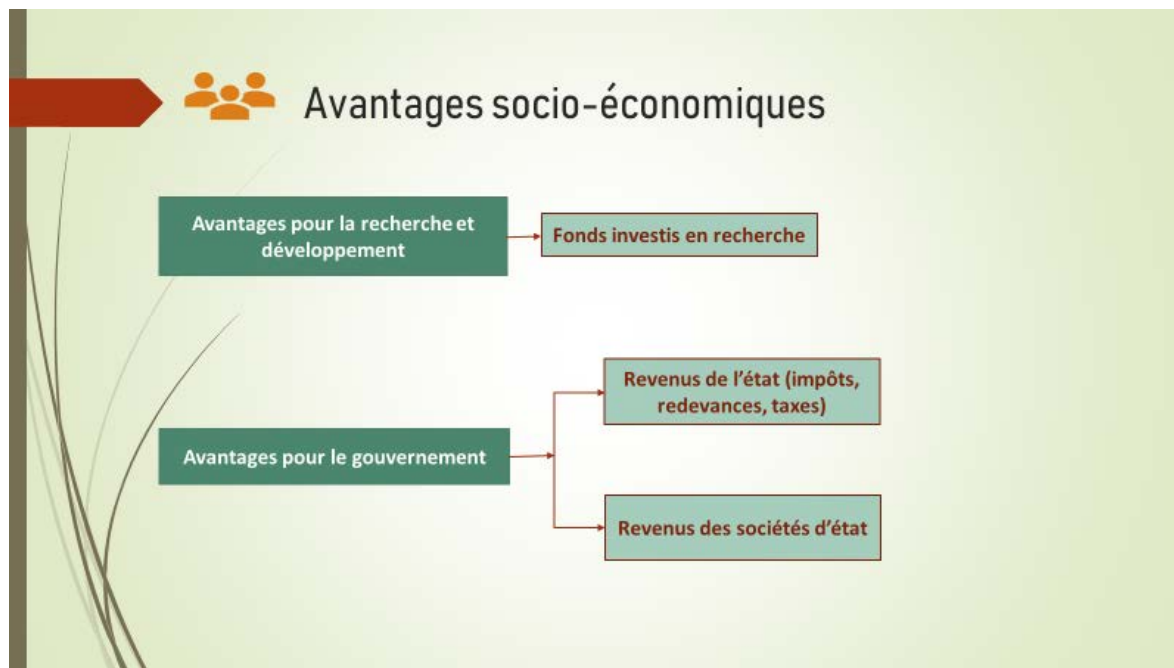 Avantages socio-économiques
Avantages pour la recherche et
développement
Fonds investis en recherche
Avantages pour le gouvernement
Revenus de l’état (impôts,
redevances, taxes)
Revenus des sociétés d’état